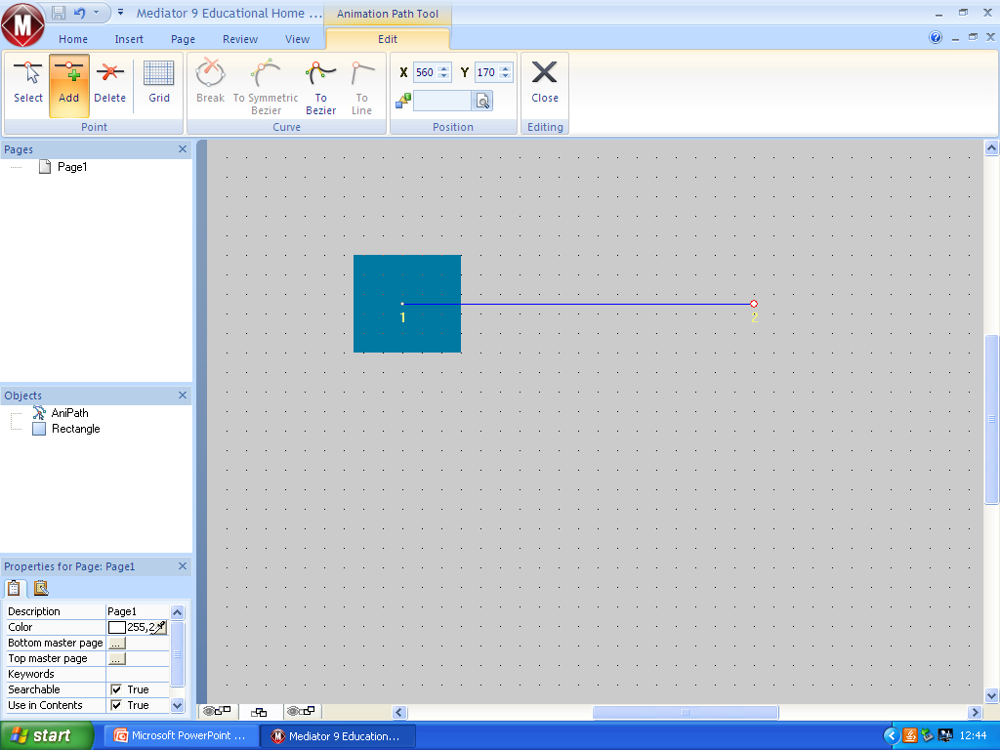 Mediator 9 Educational Home ...
Animation Path Tool
Home Insert Page Review View Edit
Select Add Delete Grid
Point
Break To Symmetric Bezier To Bezier To Line
Curve
X 560 Y 170
Position
Close
Editing
Pages
Page1
1
2
Objects
AniPath
Rectangle
Properties for Page: Page1
Description Page1
Color 255,2
Bottom master page ...
Top master page ...
Keywords
Searchable True
Use in Contents True
start Microsoft PowerPoint ... Mediator 9 Education... 12:44